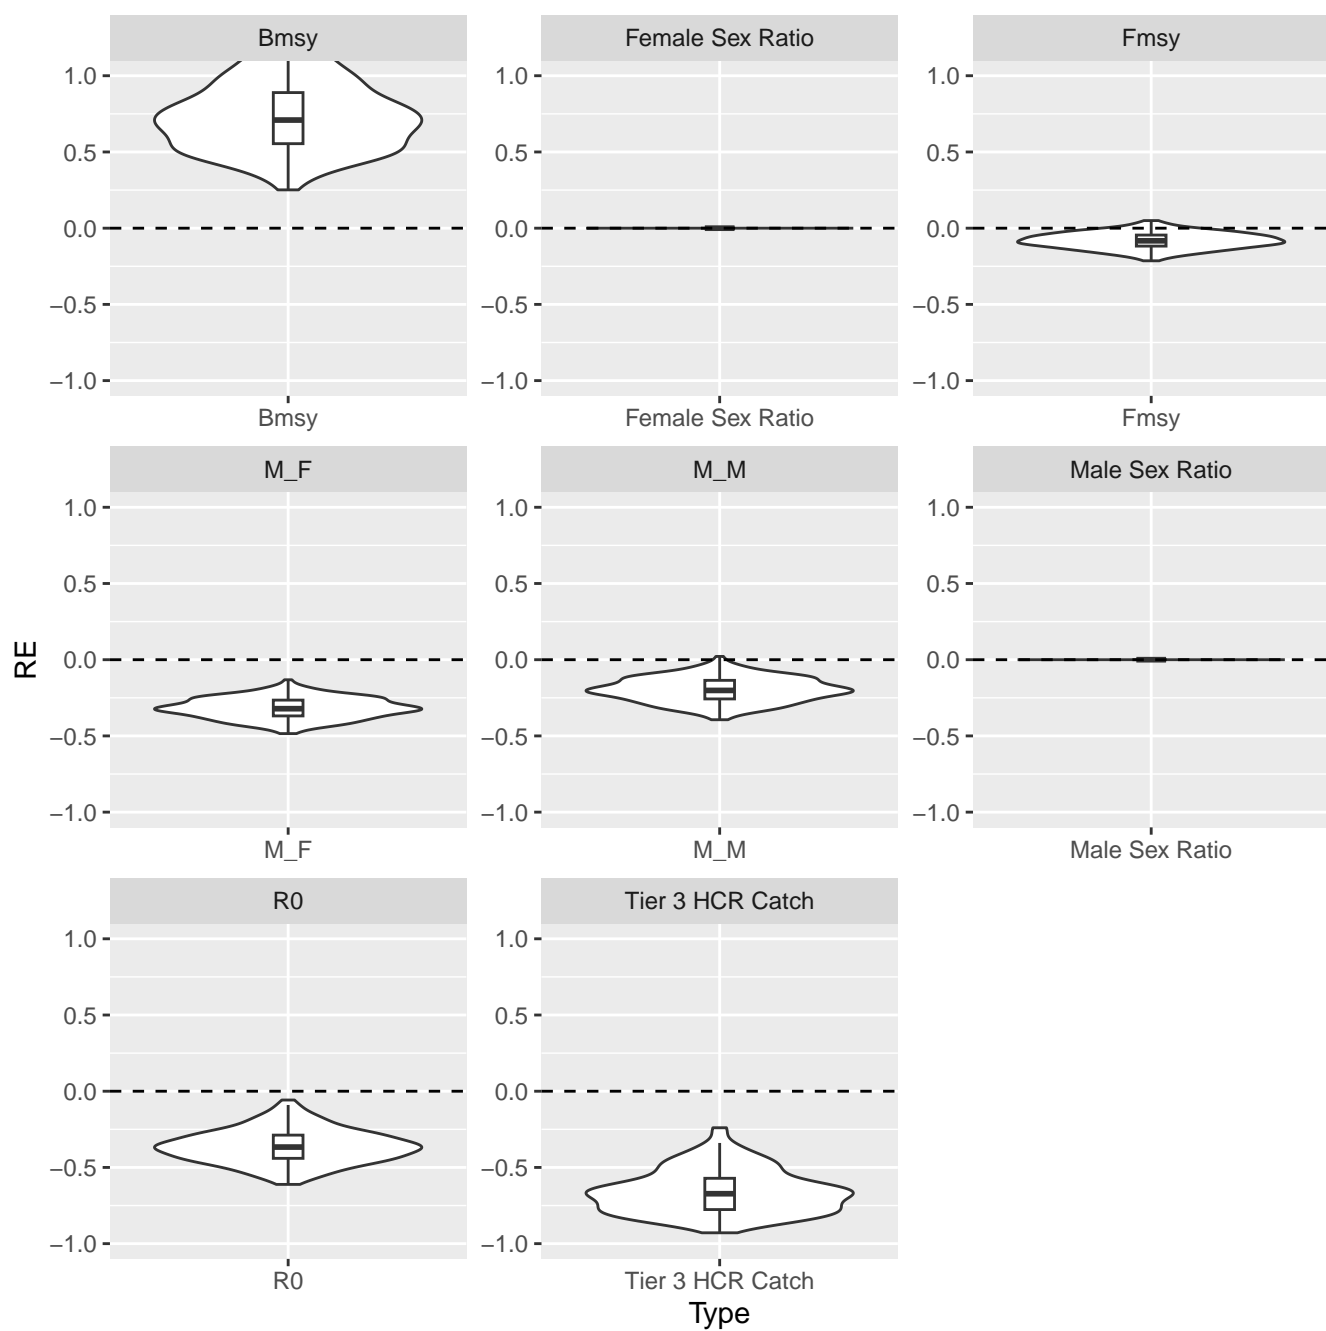 Bmsy Female Sex Ratio Fmsy
1.0 1.0 1.0
0.5 0.5 0.5
0.0 0.0 0.0
−0.5 −0.5 −0.5
−1.0 −1.0 −1.0
Bmsy Female Sex Ratio Fmsy
M_F M_M Male Sex Ratio
1.0 1.0 1.0
0.5 0.5 0.5
RE
0.0 0.0 0.0
−0.5 −0.5 −0.5
−1.0 −1.0 −1.0
M_F M_M Male Sex Ratio
R0 Tier 3 HCR Catch
1.0 1.0
0.5 0.5
0.0 0.0
−0.5 −0.5
−1.0 −1.0
R0 Tier 3 HCR Catch
Type